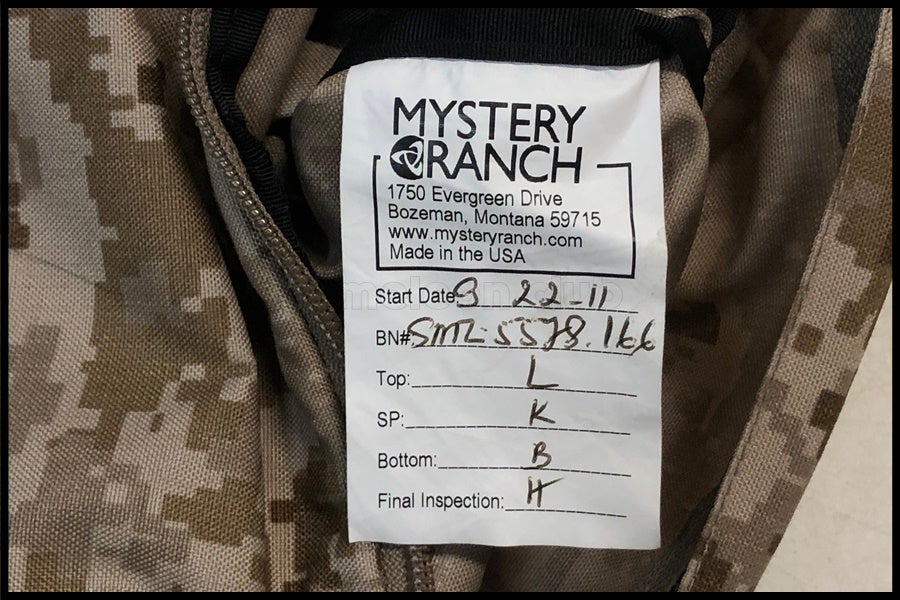 MYSTERY
RANCH
1750 Evergreen Drive
Bozeman, Montana 59715
www.mysteryranch.com
Made in the USA
Start Date: 9 22-11
BN#: SML-5578.166
Top: L
SP: K
Bottom: B
Final Inspection: H